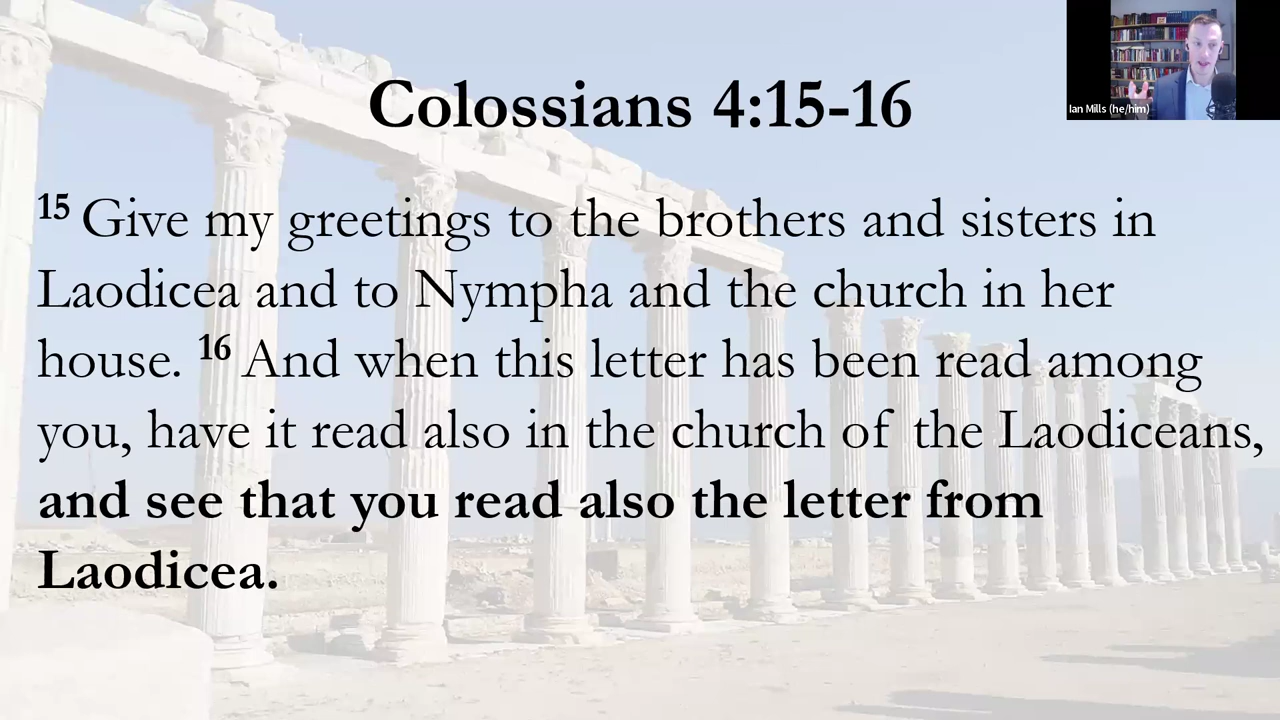 Colossians 4:15-16
Ian Mills (he/him)
15 Give my greetings to the brothers and sisters in
Laodicea and to Nympha and the church in her
house. 16 And when this letter has been read among
you, have it read also in the church of the Laodiceans,
and see that you read also the letter from
Laodicea.